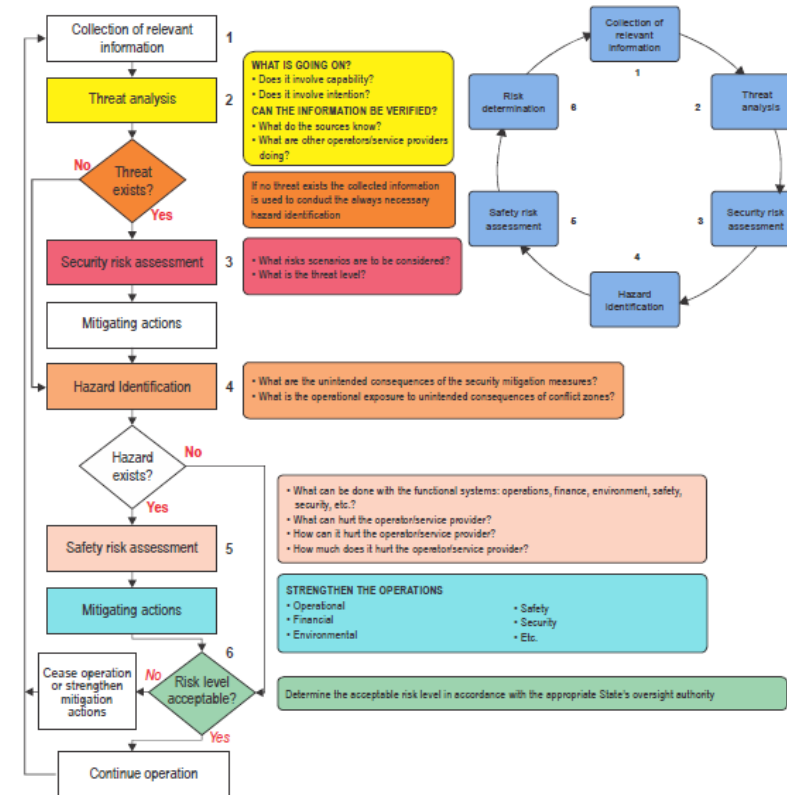 Collection of relevant
information
1
Threat analysis
2
WHAT IS GOING ON?
• Does it involve capability?
• Does it involve intention?
CAN THE INFORMATION BE VERIFIED?
• What do the sources know?
• What are other operators/service providers
doing?
No
Threat
exists?
Yes
If no threat exists the collected information
is used to conduct the always necessary
hazard identification
Security risk assessment
3
• What risks scenarios are to be considered?
• What is the threat level?
Mitigating actions
Hazard Identification
4
• What are the unintended consequences of the security mitigation measures?
• What is the operational exposure to unintended consequences of conflict zones?
Hazard
exists?
No
Yes
• What can be done with the functional systems: operations, finance, environment, safety,
security, etc.?
• What can hurt the operator/service provider?
• How can it hurt the operator/service provider?
• How much does it hurt the operator/service provider?
Safety risk assessment
5
Mitigating actions
STRENGTHEN THE OPERATIONS
• Operational
• Financial
• Environmental
• Safety
• Security
• Etc.
6
Cease operation
or strengthen
mitigation
actions
No
Risk level
acceptable?
Determine the acceptable risk level in accordance with the appropriate State's oversight authority
Yes
Continue operation
Collection of
relevant
information
1
Threat
analysis
2
Security risk
assessment
3
Hazard
Identification
4
Safety risk
assessment
5
Risk
determination
6